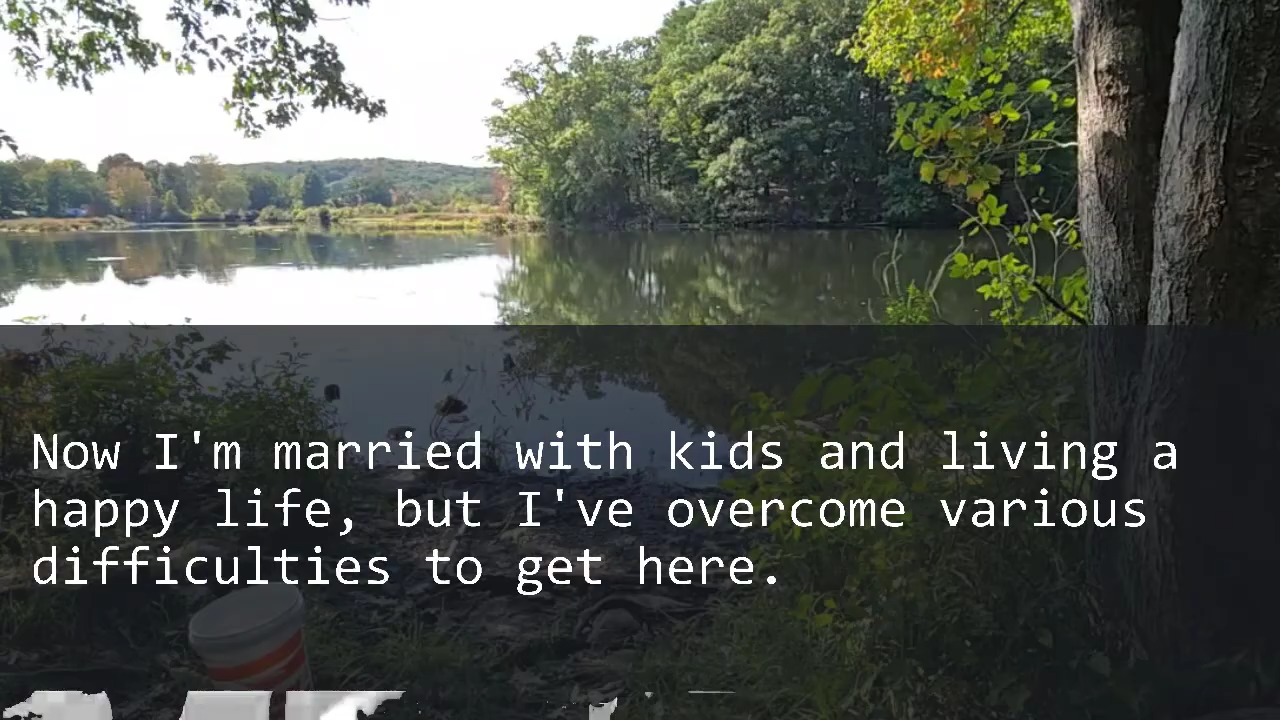 Now I'm married with kids and living a
happy life, but I've overcome various
difficulties to get here.